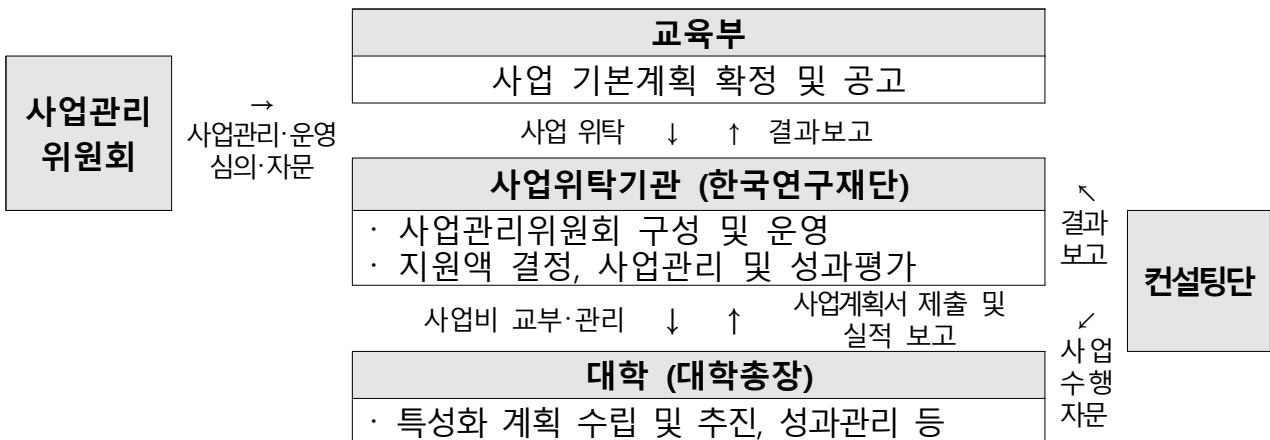 교육부
사업 기본계획 확정 및 공고
사업관리
위원회
→
사업관리·운영
심의·자문
사업 위탁 ↓ ↑ 결과보고
사업위탁기관 (한국연구재단)
· 사업관리위원회 구성 및 운영
· 지원액 결정, 사업관리 및 성과평가
↖
결과
보고
컨설팅단
사업비 교부·관리 ↓ ↑ 사업계획서 제출 및
실적 보고
↙
사업
수행
자문
대학 (대학총장)
· 특성화 계획 수립 및 추진, 성과관리 등